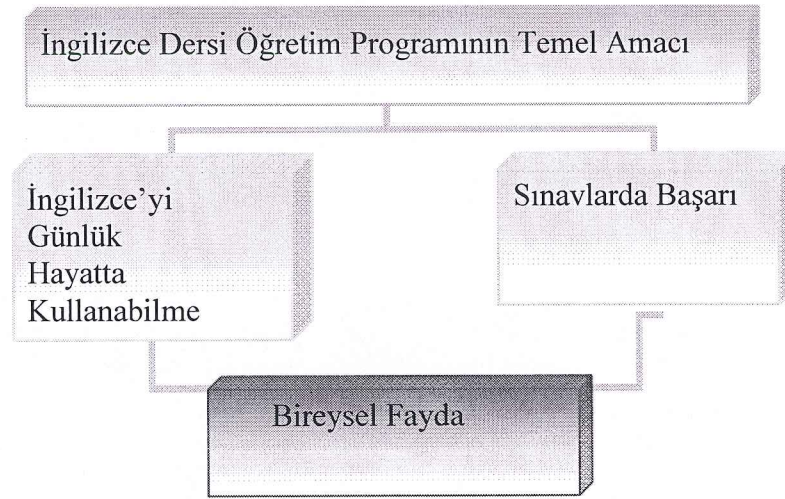 İngilizce Dersi Öğretim Programının Temel Amacı
İngilizce'yi
Günlük
Hayatta
Kullanabilme
Sınavlarda Başarı
Bireysel Fayda